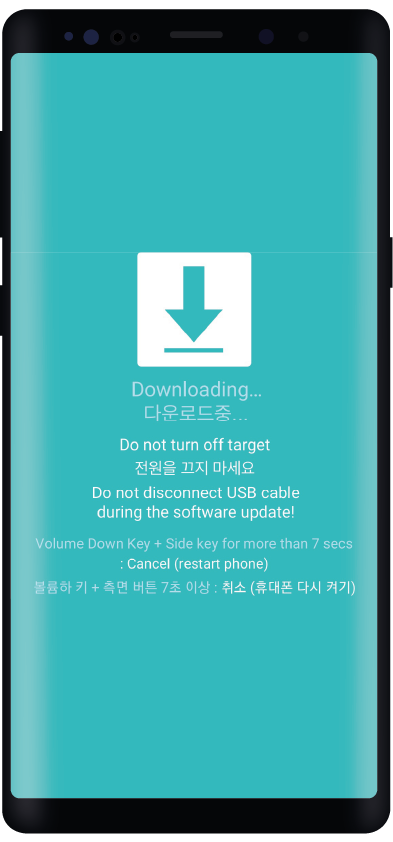 Downloading...
다운로드중...
Do not turn off target
전원을 끄지 마세요
Do not disconnect USB cable
during the software update!
Volume Down Key + Side key for more than 7 secs
: Cancel (restart phone)
볼륨하 키 + 측면 버튼 7초 이상 : 취소 (휴대폰 다시 켜기)